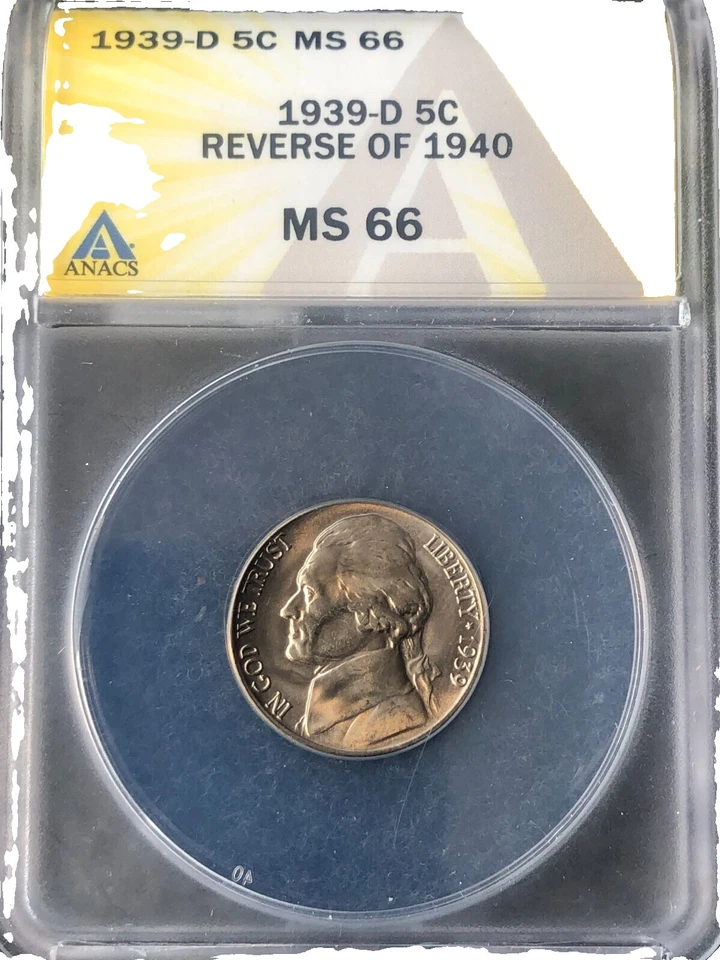 1939-D 5C MS 66
1939-D 5C
REVERSE OF 1940
MS 66
ANACS
IN GOD WE TRUST
LIBERTY ★ 1939